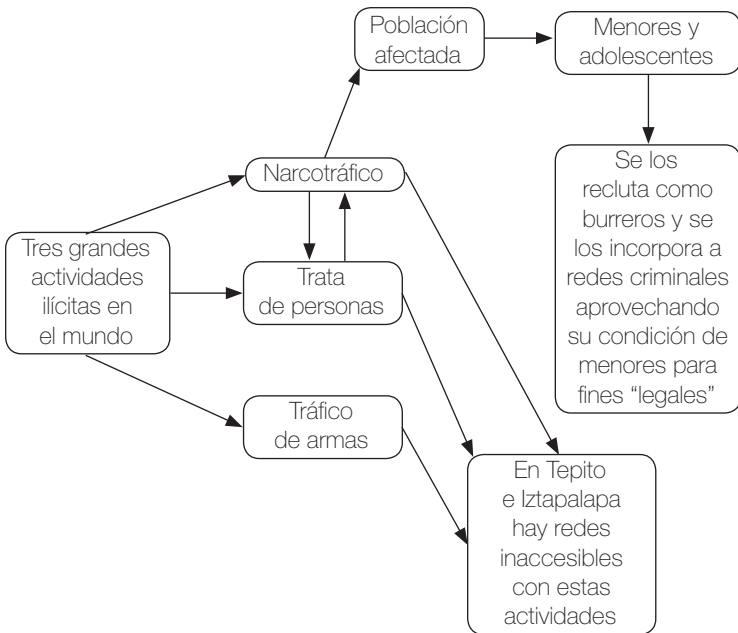 Población
afectada
Menores y
adolescentes
Narcotráfico
Se los
recluta como
burreros y se
los incorpora a
redes criminales
aprovechando
su condición de
menores para
fines “legales”
Tres grandes
actividades
ilícitas en
el mundo
Trata
de personas
Tráfico
de armas
En Tepito
e Iztapalapa
hay redes
inaccesibles
con estas
actividades